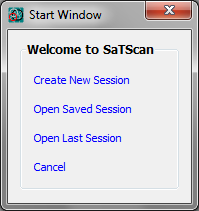 Start Window
Welcome to SaTScan
Create New Session
Open Saved Session
Open Last Session
Cancel